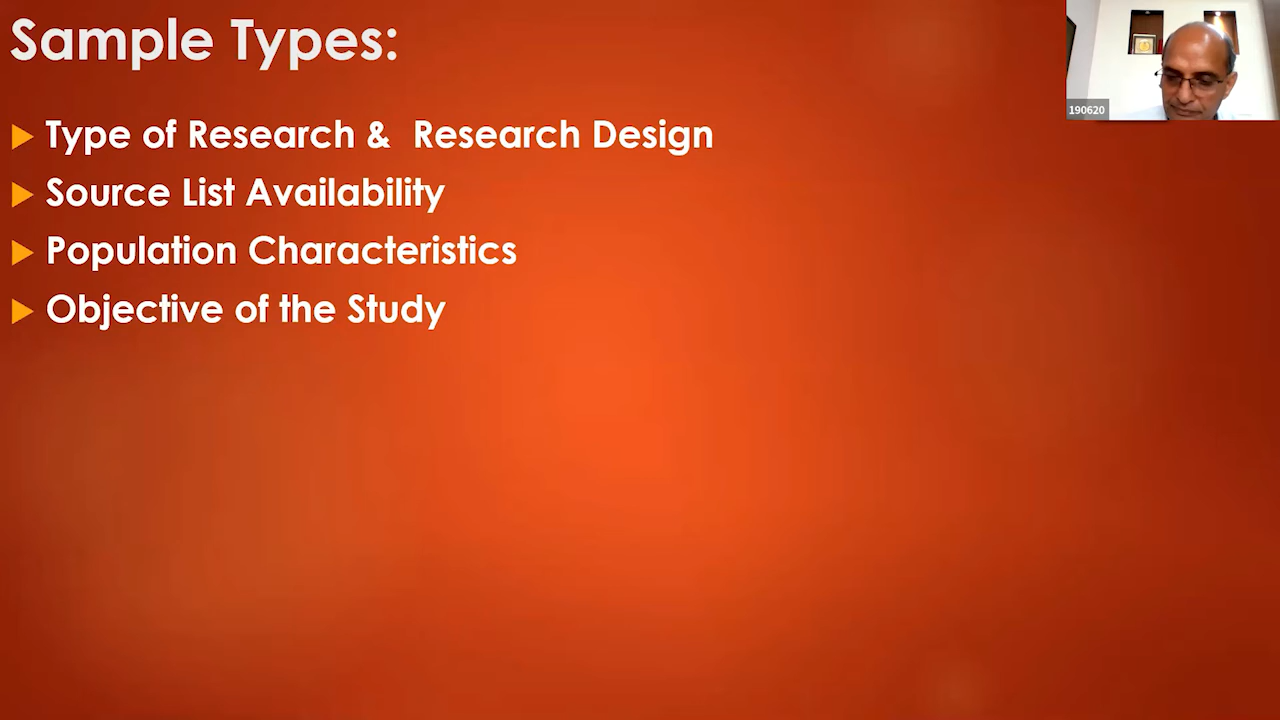 Sample Types:
Type of Research & Research Design
Source List Availability
Population Characteristics
Objective of the Study
190620